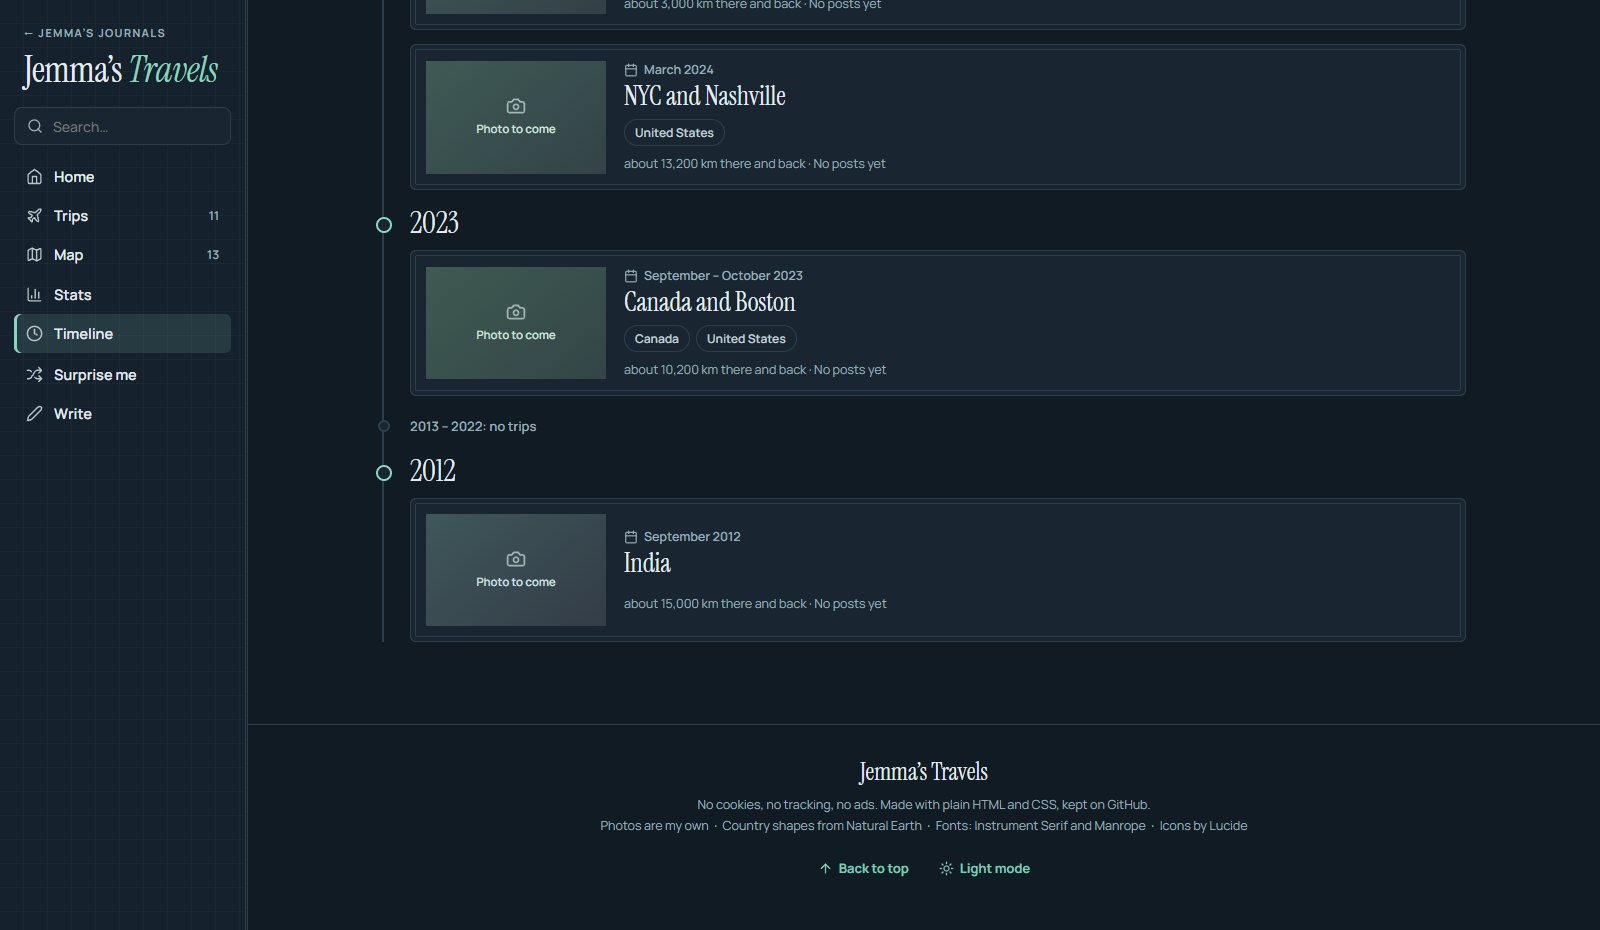 ← JEMMA'S JOURNALS
Jemma's Travels
Search...
Home
Trips 11
Map 13
Stats
Timeline
Surprise me
Write
about 3,000 km there and back · No posts yet
March 2024
Photo to come
NYC and Nashville
United States
about 13,200 km there and back · No posts yet
2023
September – October 2023
Photo to come
Canada and Boston
Canada United States
about 10,200 km there and back · No posts yet
2013 – 2022: no trips
2012
September 2012
Photo to come
India
about 15,000 km there and back · No posts yet
Jemma's Travels
No cookies, no tracking, no ads. Made with plain HTML and CSS, kept on GitHub.
Photos are my own · Country shapes from Natural Earth · Fonts: Instrument Serif and Manrope · Icons by Lucide
Back to top Light mode